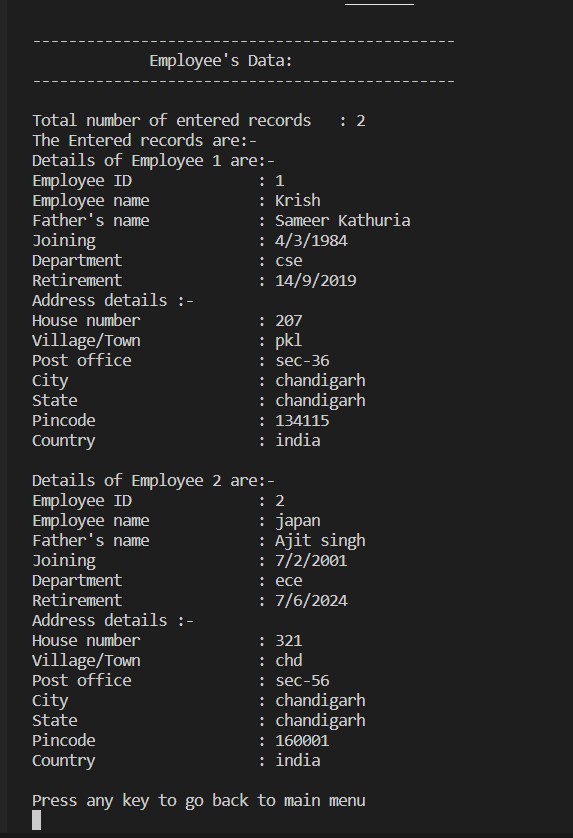 -----------------------------------------------
Employee's Data:
-----------------------------------------------
Total number of entered records   : 2
The Entered records are:-
Details of Employee 1 are:-
Employee ID              : 1
Employee name            : Krish
Father's name            : Sameer Kathuria
Joining                  : 4/3/1984
Department               : cse
Retirement               : 14/9/2019
Address details :-
House number             : 207
Village/Town             : pkl
Post office              : sec-36
City                     : chandigarh
State                    : chandigarh
Pincode                  : 134115
Country                  : india
Details of Employee 2 are:-
Employee ID              : 2
Employee name            : japan
Father's name            : Ajit singh
Joining                  : 7/2/2001
Department               : ece
Retirement               : 7/6/2024
Address details :-
House number             : 321
Village/Town             : chd
Post office              : sec-56
City                     : chandigarh
State                    : chandigarh
Pincode                  : 160001
Country                  : india
Press any key to go back to main menu